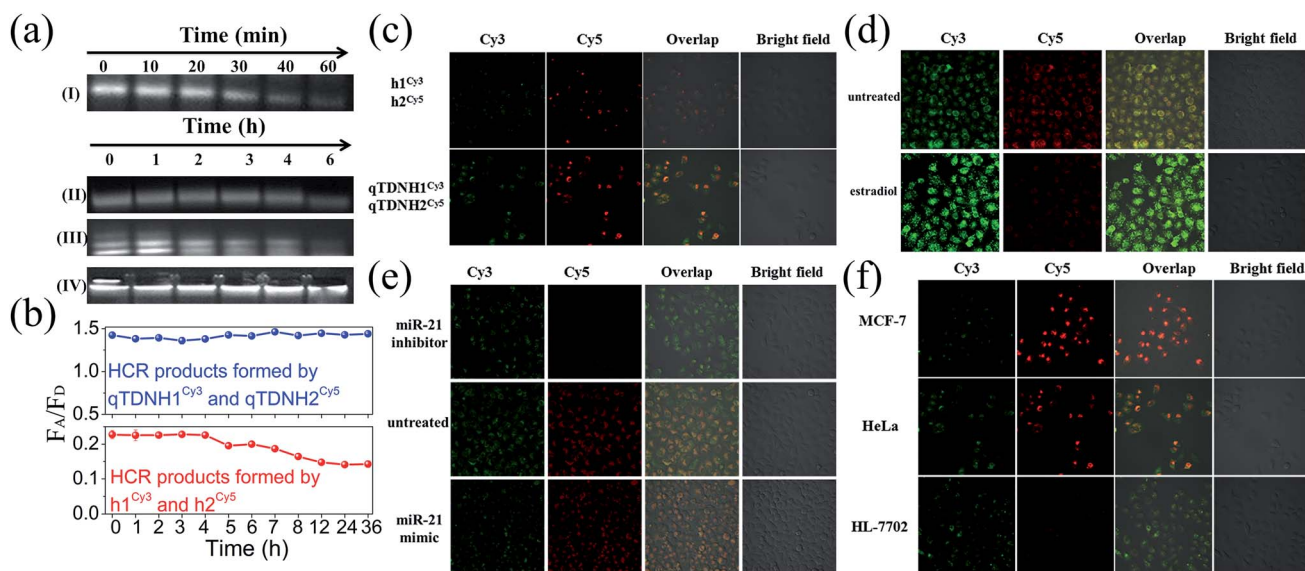 (a)
Time (min)
0 10 20 30 40 60
(I)
Time (h)
0 1 2 3 4 6
(II)
(III)
(IV)
(b)
F_A/F_D
1.5
1.0
0.5
HCR products formed by
qTDNH1^Cy3 and qTDNH2^Cy5
0.2
0.1
0.0
HCR products formed by
h1^Cy3 and h2^Cy5
0 1 2 3 4 5 6 7 8 12 24 36
Time (h)
(c)
Cy3 Cy5 Overlap Bright field
h1^Cy3
h2^Cy5
qTDNH1^Cy3
qTDNH2^Cy5
(d)
Cy3 Cy5 Overlap Bright field
untreated
estradiol
(e)
Cy3 Cy5 Overlap Bright field
miR-21
inhibitor
untreated
miR-21
mimic
(f)
Cy3 Cy5 Overlap Bright field
MCF-7
HeLa
HL-7702